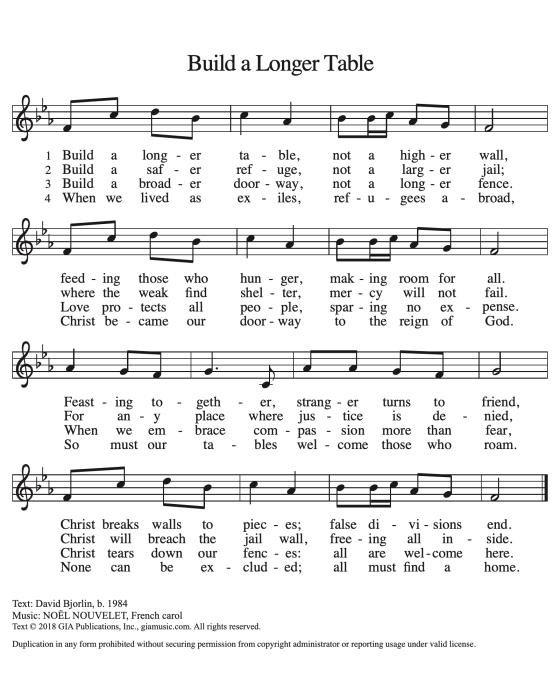 Build a Longer Table
1 Build a long - er ta - ble, not a high - er wall,
2 Build a saf - er ref - uge, not a larg - er jail;
3 Build a broad - er door - way, not a long - er fence.
4 When we lived as ex - iles, ref - u - gees a - broad,
feed - ing those who hun - ger, mak - ing room for all.
where the weak find shel - ter, mer - cy will not fail.
Love pro - tects all peo - ple, spar - ing no ex - pense.
Christ be - came our door - way to the reign of God.
Feast - ing to - geth - er, strang - er turns to friend,
For an - y place where jus - tice is de - nied,
When we em - brace com - pas - sion more than fear,
So must our ta - bles wel - come those who roam.
Christ breaks walls to piec - es; false di - vi - sions end.
Christ will breach the jail wall, free - ing all in - side.
Christ tears down our fenc - es: all are wel - come here.
None can be ex - clud - ed; all must find a home.
Text: David Bjorlin, b. 1984
Music: NOËL NOUVELET, French carol
Text © 2018 GIA Publications, Inc., giamusic.com. All rights reserved.
Duplication in any form prohibited without securing permission from copyright administrator or reporting usage under valid license.